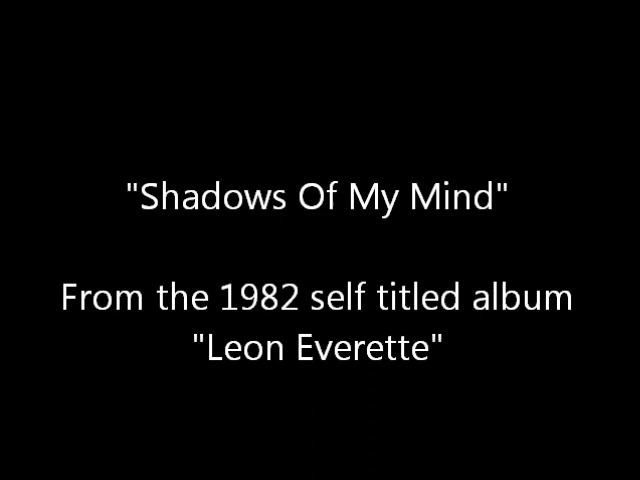 "Shadows Of My Mind"
From the 1982 self titled album
"Leon Everette"